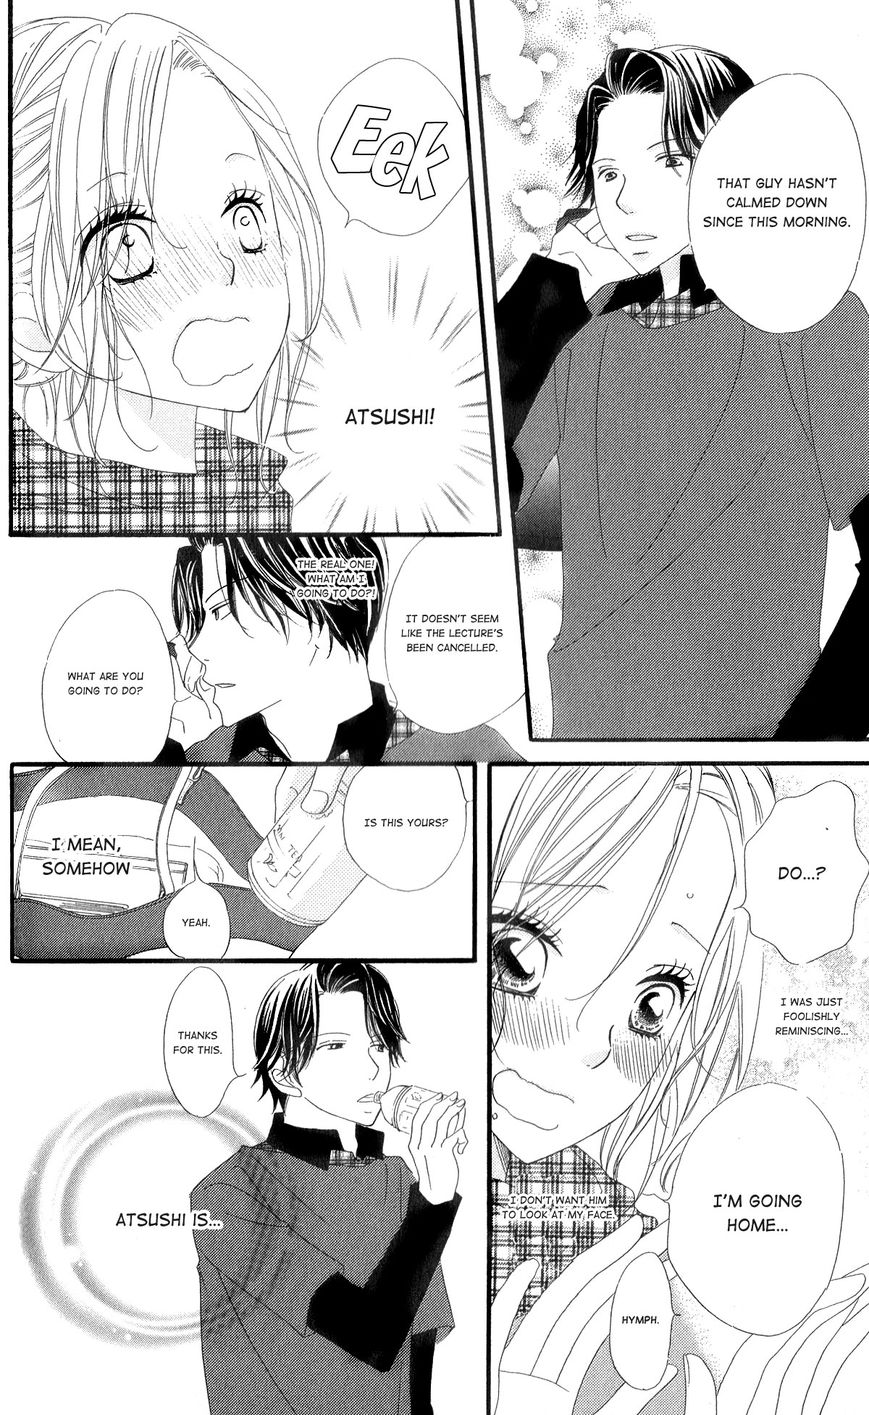 THAT GUY HASN'T
CALMED DOWN
SINCE THIS MORNING.
Eek
ATSUSHI!
IT DOESN'T SEEM
LIKE THE LECTURE'S
BEEN CANCELLED.
THE REAL ONE!
WHAT AM I
GOING TO DO?!
WHAT ARE YOU
GOING TO DO?
DO...?
I WAS JUST
FOOLISHLY
REMINISCING...
I'M GOING
HOME...
I DON'T WANT HIM
TO LOOK AT MY FACE.
HYMPH.
IS THIS YOURS?
YEAH.
I MEAN,
SOMEHOW
THANKS
FOR THIS.
ATSUSHI IS...